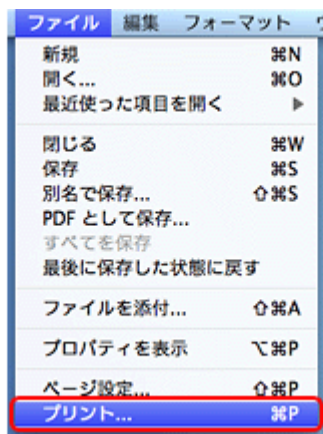 ファイル 編集 フォーマット
新規 ⌘N
開く... ⌘O
最近使った項目を開く ▶
閉じる ⌘W
保存 ⌘S
別名で保存... ⇧⌘S
PDF として保存...
すべてを保存
最後に保存した状態に戻す
ファイルを添付... ⇧⌘A
プロパティを表示 ⌥⌘P
ページ設定... ⇧⌘P
プリント... ⌘P